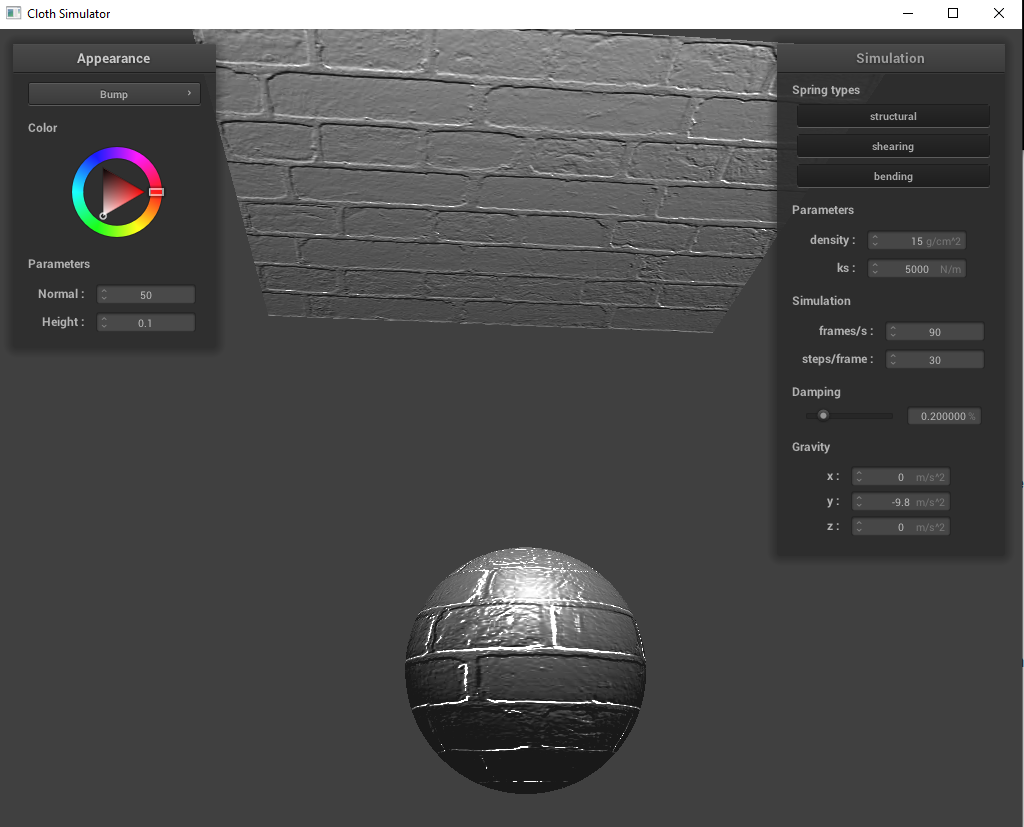 Cloth Simulator
Appearance
Bump
Color
Parameters
Normal : 50
Height : 0.1
Simulation
Spring types
structural
shearing
bending
Parameters
density : 15 g/cm^2
ks : 5000 N/m
Simulation
frames/s : 90
steps/frame : 30
Damping
0.200000 %
Gravity
x : 0 m/s^2
y : -9.8 m/s^2
z : 0 m/s^2